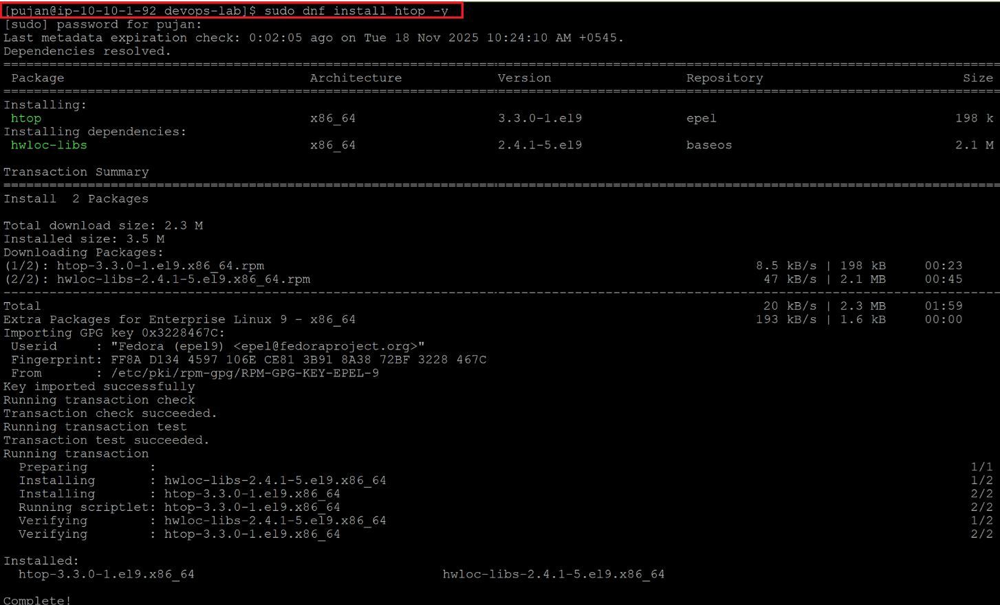 [pujan@ip-10-10-1-92 devops-lab]$ sudo dnf install htop -y
[sudo] password for pujan:
Last metadata expiration check: 0:02:05 ago on Tue 18 Nov 2025 10:24:10 AM +0545.
Dependencies resolved.
================================================================================
Package Architecture Version Repository Size
================================================================================
Installing:
htop x86_64 3.3.0-1.el9 epel 198 k
Installing dependencies:
hwloc-libs x86_64 2.4.1-5.el9 baseos 2.1 M
Transaction Summary
================================================================================
Install 2 Packages
Total download size: 2.3 M
Installed size: 3.5 M
Downloading Packages:
(1/2): htop-3.3.0-1.el9.x86_64.rpm 8.5 kB/s | 198 kB 00:23
(2/2): hwloc-libs-2.4.1-5.el9.x86_64.rpm 47 kB/s | 2.1 MB 00:45
--------------------------------------------------------------------------------
Total 20 kB/s | 2.3 MB 01:59
Extra Packages for Enterprise Linux 9 - x86_64 193 kB/s | 1.6 kB 00:00
Importing GPG key 0x3228467C:
Userid : "Fedora (epel9) <epel@fedoraproject.org>"
Fingerprint: FF8A D134 4597 106E CE81 3B91 8A38 72BF 3228 467C
From : /etc/pki/rpm-gpg/RPM-GPG-KEY-EPEL-9
Key imported successfully
Running transaction check
Transaction check succeeded.
Running transaction test
Transaction test succeeded.
Running transaction
Preparing : 1/1
Installing : hwloc-libs-2.4.1-5.el9.x86_64 1/2
Installing : htop-3.3.0-1.el9.x86_64 2/2
Running scriptlet: htop-3.3.0-1.el9.x86_64 2/2
Verifying : hwloc-libs-2.4.1-5.el9.x86_64 1/2
Verifying : htop-3.3.0-1.el9.x86_64 2/2
Installed:
htop-3.3.0-1.el9.x86_64 hwloc-libs-2.4.1-5.el9.x86_64
Complete!